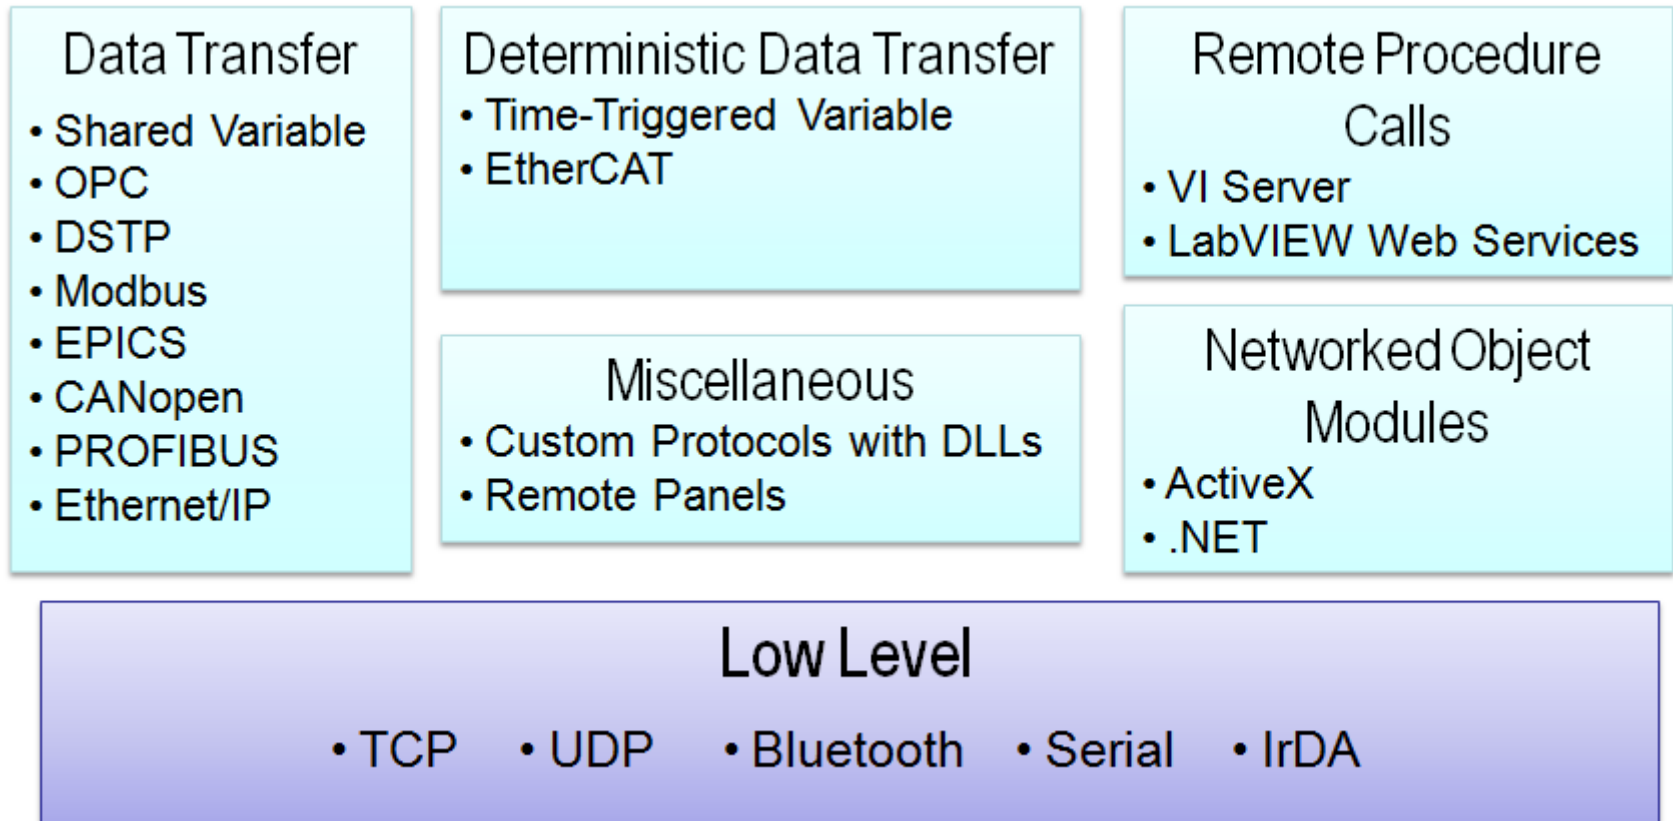 Data Transfer
• Shared Variable
• OPC
• DSTP
• Modbus
• EPICS
• CANopen
• PROFIBUS
• Ethernet/IP
Deterministic Data Transfer
• Time-Triggered Variable
• EtherCAT
Miscellaneous
• Custom Protocols with DLLs
• Remote Panels
Remote Procedure
Calls
• VI Server
• LabVIEW Web Services
Networked Object
Modules
• ActiveX
• .NET
Low Level
• TCP • UDP • Bluetooth • Serial • IrDA